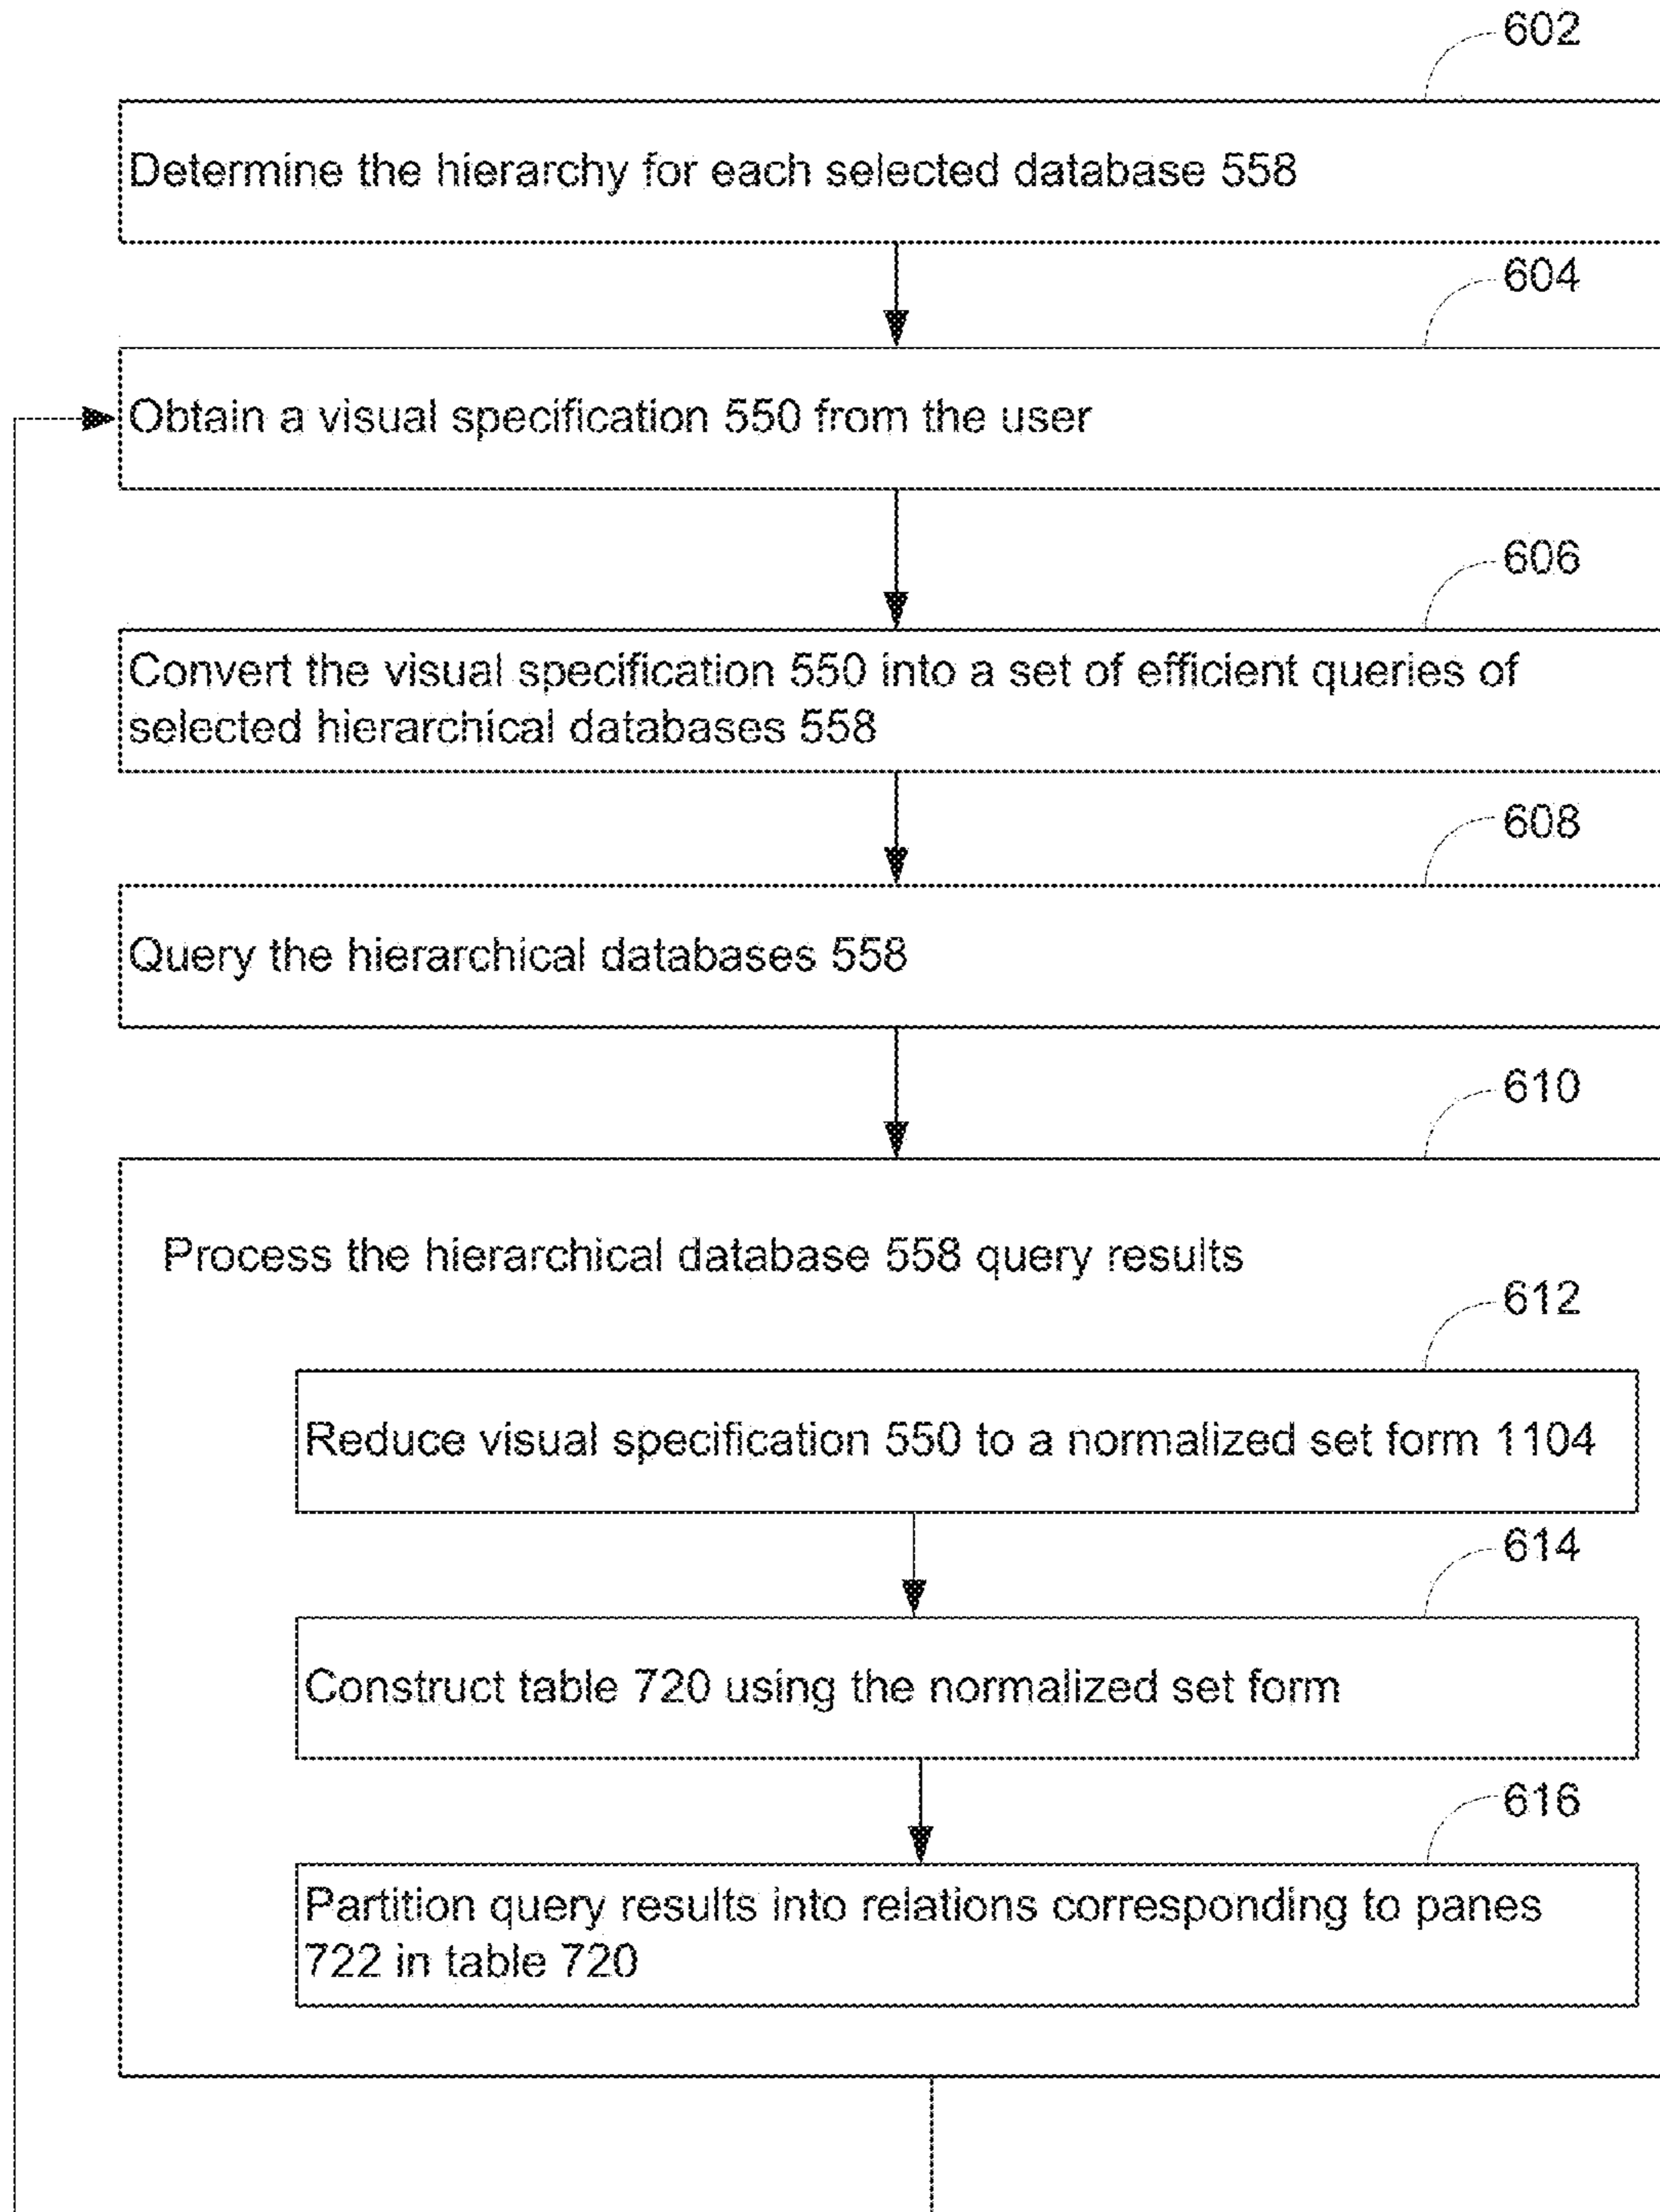 602
Determine the hierarchy for each selected database 558
604
Obtain a visual specification 550 from the user
606
Convert the visual specification 550 into a set of efficient queries of
selected hierarchical databases 558
608
Query the hierarchical databases 558
610
Process the hierarchical database 558 query results
612
Reduce visual specification 550 to a normalized set form 1104
614
Construct table 720 using the normalized set form
616
Partition query results into relations corresponding to panes
722 in table 720